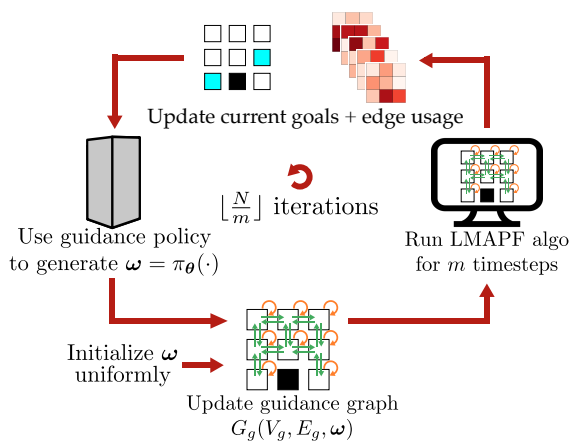 Update current goals + edge usage
⌊N/m⌋ iterations
Use guidance policy
to generate ω = π_θ(·)
Run LMAPF algo
for m timesteps
Initialize ω
uniformly
Update guidance graph
G_g(V_g, E_g, ω)